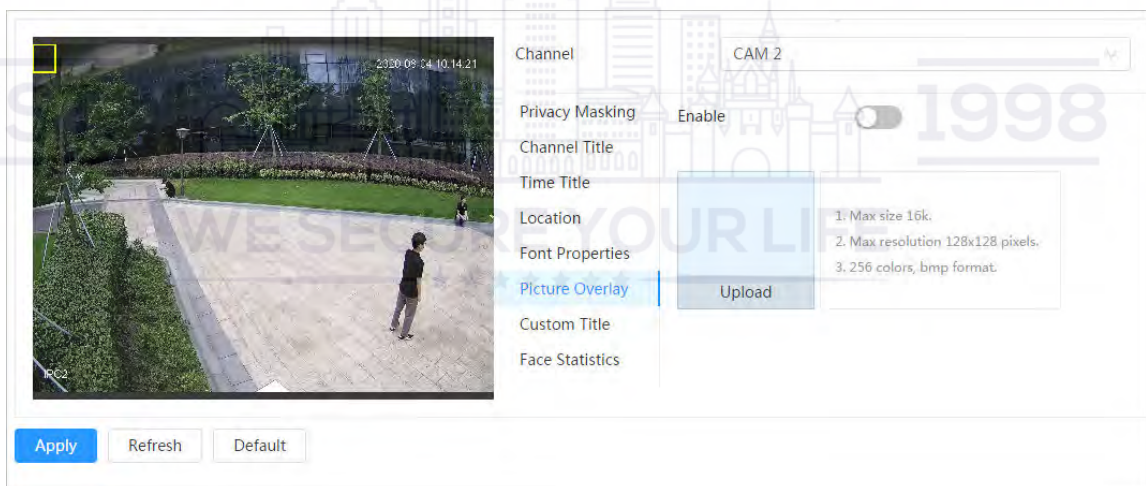 2020-09-04 10:14:21
IPC2
Channel
CAM 2
Privacy Masking
Channel Title
Time Title
Location
Font Properties
Picture Overlay
Custom Title
Face Statistics
Enable
Upload
1. Max size 16k.
2. Max resolution 128x128 pixels.
3. 256 colors, bmp format.
Apply
Refresh
Default
1998
WE SECURE YOUR LIFE